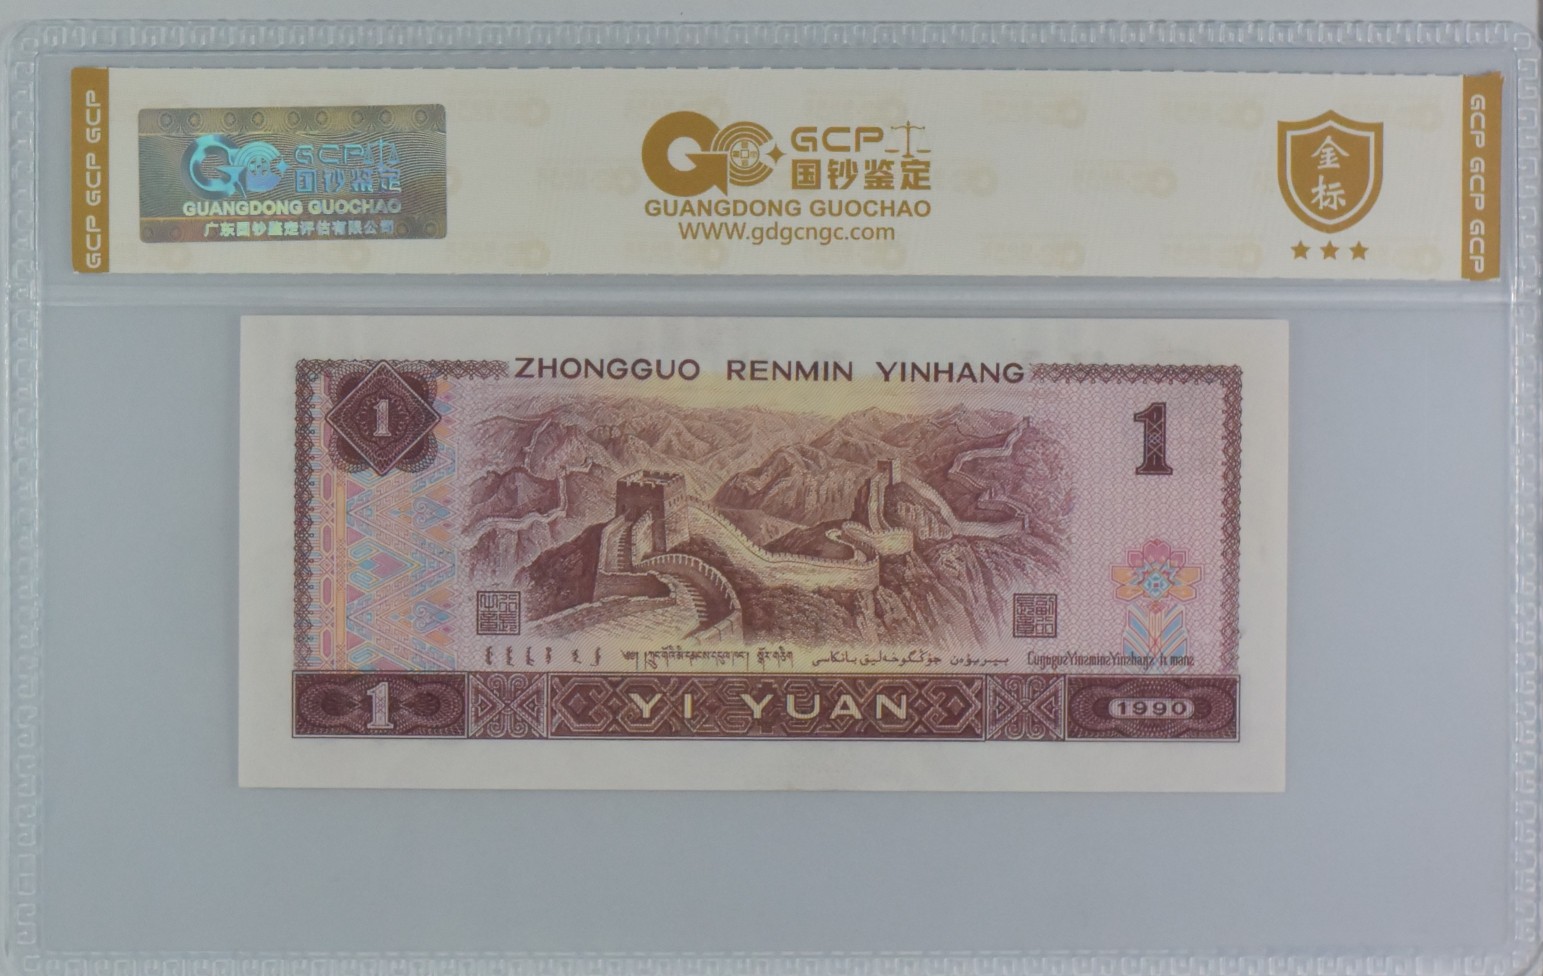 GCP GCP GCP
GCP
国钞鉴定
GUANGDONG GUOCHAO
广东国钞鉴定评估有限公司
GCP
国钞鉴定
GUANGDONG GUOCHAO
www.gdgcngc.com
金
标
GCP GCP GCP
ZHONGGUO RENMIN YINHANG
1
1
1
YI YUAN
1990